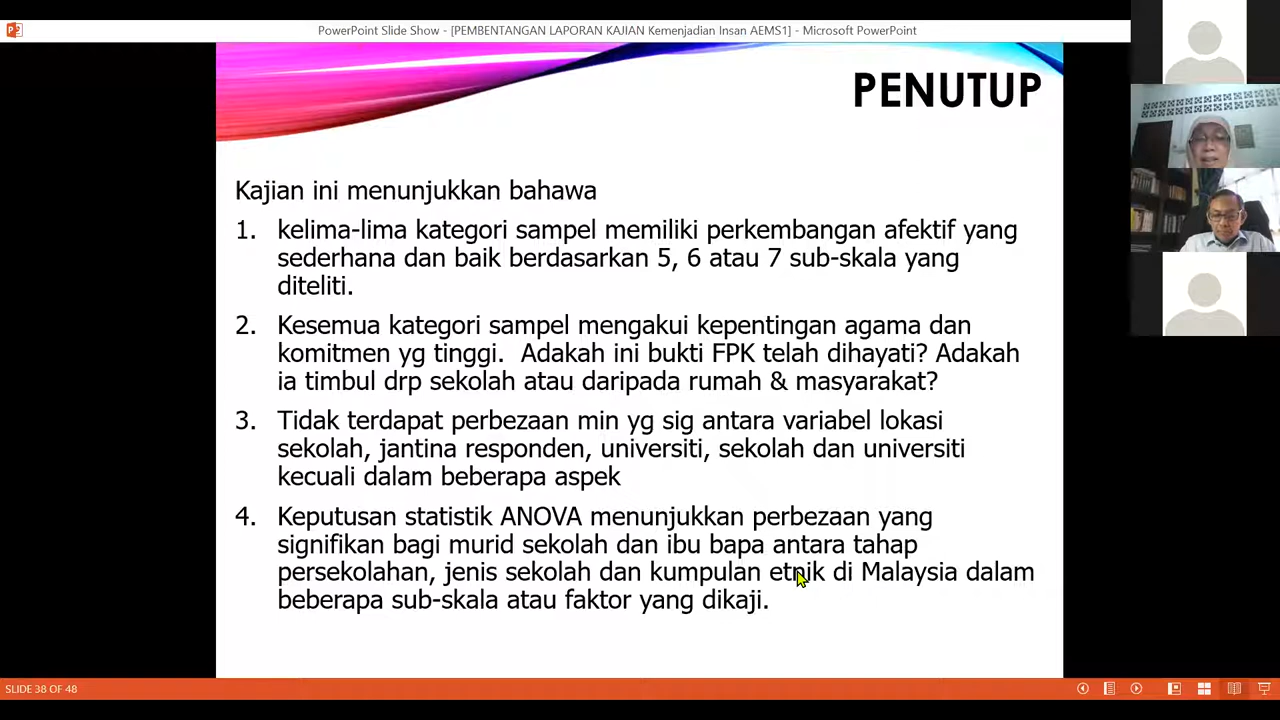 PowerPoint Slide Show - [PEMBENTANGAN LAPORAN KAJIAN Kemenjadian Insan AEMS1] - Microsoft PowerPoint
PENUTUP
Kajian ini menunjukkan bahawa
1. kelima-lima kategori sampel memiliki perkembangan afektif yang
sederhana dan baik berdasarkan 5, 6 atau 7 sub-skala yang
diteliti.
2. Kesemua kategori sampel mengakui kepentingan agama dan
komitmen yg tinggi. Adakah ini bukti FPK telah dihayati? Adakah
ia timbul drp sekolah atau daripada rumah & masyarakat?
3. Tidak terdapat perbezaan min yg sig antara variabel lokasi
sekolah, jantina responden, universiti, sekolah dan universiti
kecuali dalam beberapa aspek
4. Keputusan statistik ANOVA menunjukkan perbezaan yang
signifikan bagi murid sekolah dan ibu bapa antara tahap
persekolahan, jenis sekolah dan kumpulan etnik di Malaysia dalam
beberapa sub-skala atau faktor yang dikaji.
SLIDE 38 OF 48